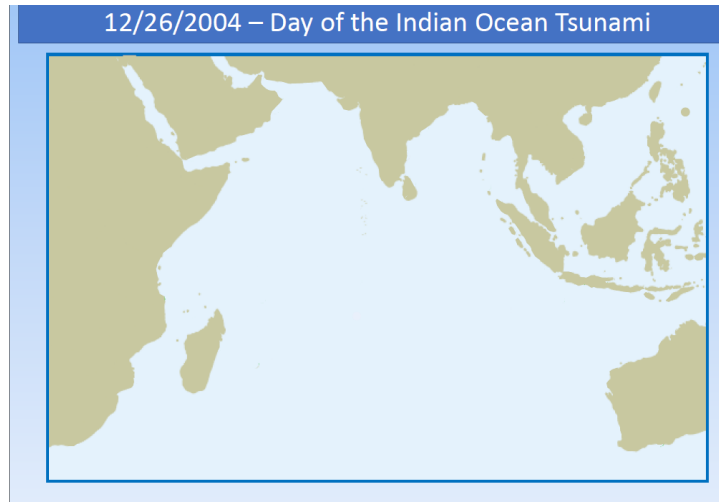 12/26/2004 – Day of the Indian Ocean Tsunami